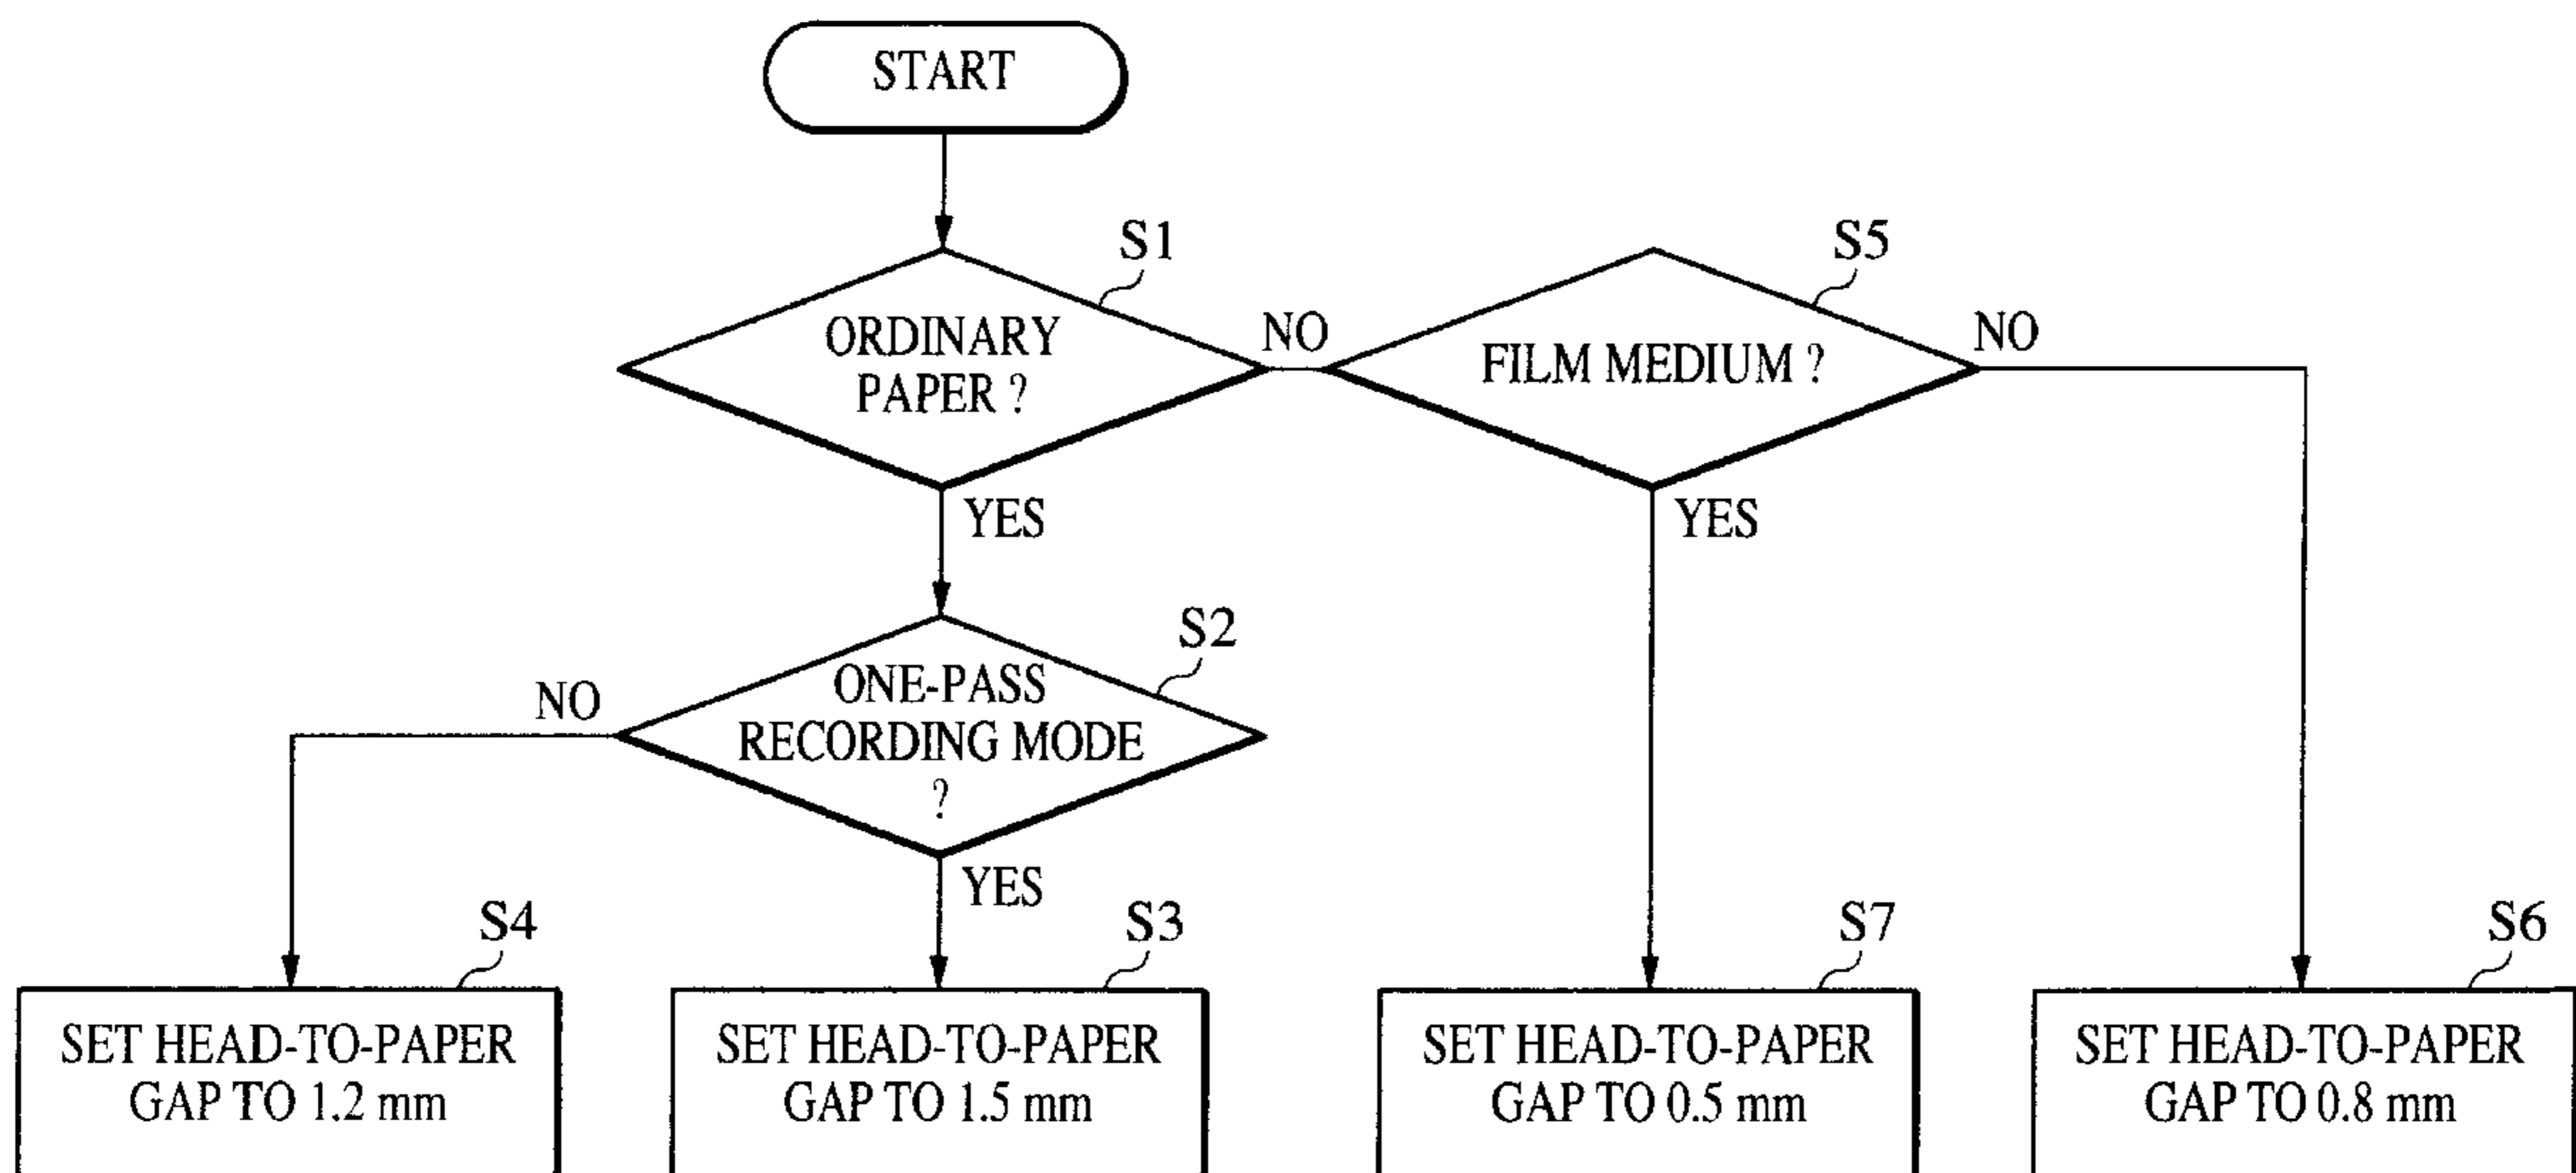 START
S1
S5
ORDINARY
PAPER ?
NO
FILM MEDIUM ?
NO
YES
YES
S2
NO
ONE-PASS
RECORDING MODE
?
YES
S4
S3
S7
S6
SET HEAD-TO-PAPER
GAP TO 1.2 mm
SET HEAD-TO-PAPER
GAP TO 1.5 mm
SET HEAD-TO-PAPER
GAP TO 0.5 mm
SET HEAD-TO-PAPER
GAP TO 0.8 mm